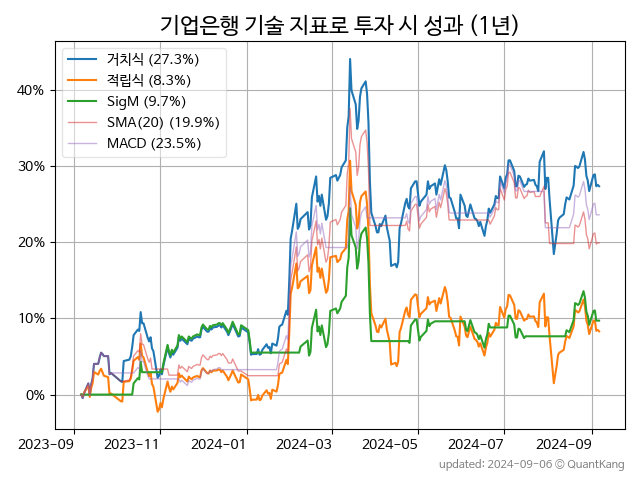 기업은행 기술 지표로 투자 시 성과 (1년)
거치식 (27.3%)
적립식 (8.3%)
SigM (9.7%)
SMA(20) (19.9%)
MACD (23.5%)
40%
30%
20%
10%
0%
2023-09 2023-11 2024-01 2024-03 2024-05 2024-07 2024-09
updated: 2024-09-06 © QuantKang